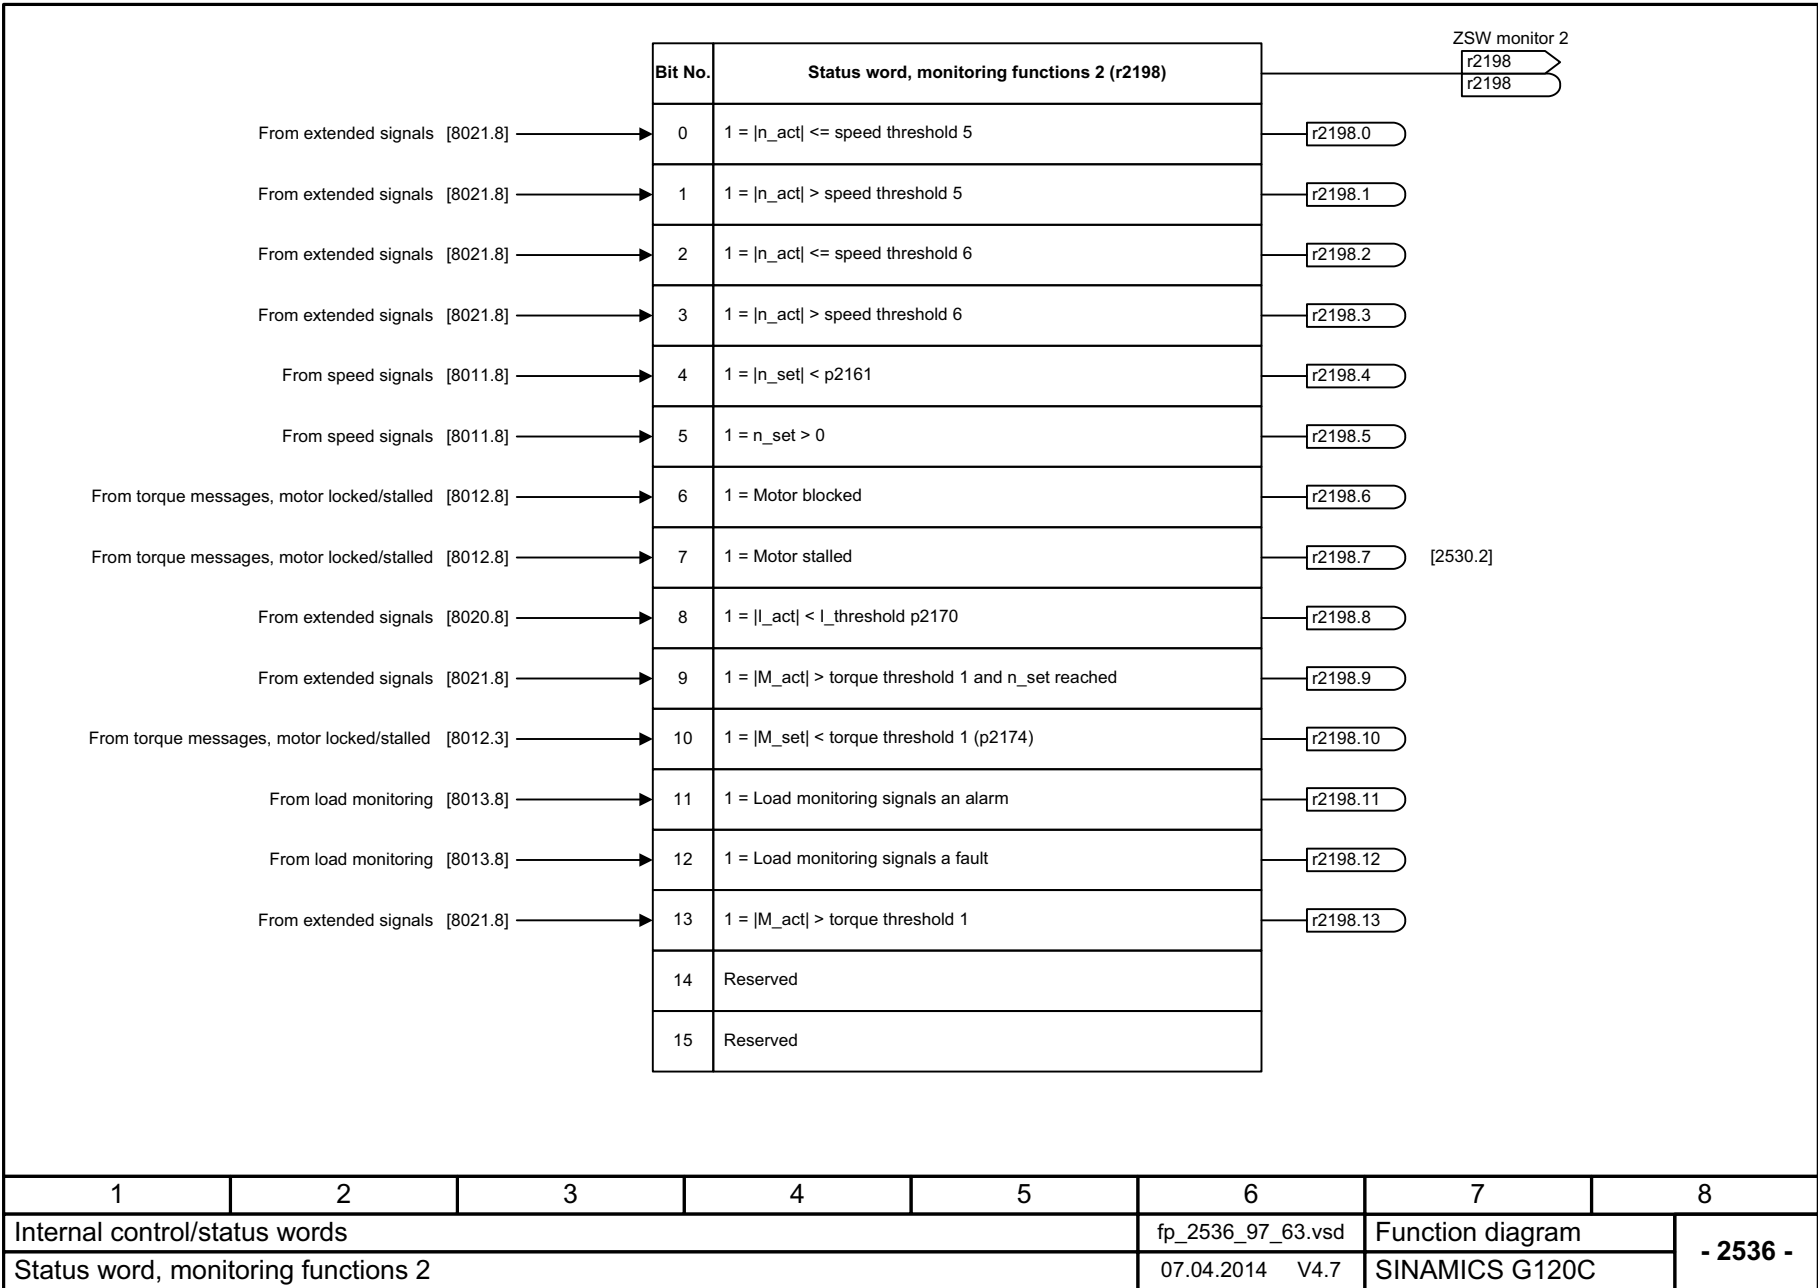 ZSW monitor 2
Bit No. Status word, monitoring functions 2 (r2198) r2198
r2198
From extended signals [8021.8] 0 1 = |n_act| <= speed threshold 5 r2198.0
From extended signals [8021.8] 1 1 = |n_act| > speed threshold 5 r2198.1
From extended signals [8021.8] 2 1 = |n_act| <= speed threshold 6 r2198.2
From extended signals [8021.8] 3 1 = |n_act| > speed threshold 6 r2198.3
From speed signals [8011.8] 4 1 = |n_set| < p2161 r2198.4
From speed signals [8011.8] 5 1 = n_set > 0 r2198.5
From torque messages, motor locked/stalled [8012.8] 6 1 = Motor blocked r2198.6
From torque messages, motor locked/stalled [8012.8] 7 1 = Motor stalled r2198.7 [2530.2]
From extended signals [8020.8] 8 1 = |I_act| < I_threshold p2170 r2198.8
From extended signals [8021.8] 9 1 = |M_act| > torque threshold 1 and n_set reached r2198.9
From torque messages, motor locked/stalled [8012.3] 10 1 = |M_set| < torque threshold 1 (p2174) r2198.10
From load monitoring [8013.8] 11 1 = Load monitoring signals an alarm r2198.11
From load monitoring [8013.8] 12 1 = Load monitoring signals a fault r2198.12
From extended signals [8021.8] 13 1 = |M_act| > torque threshold 1 r2198.13
14 Reserved
15 Reserved
1 2 3 4 5 6 7 8
Internal control/status words fp_2536_97_63.vsd Function diagram - 2536 -
Status word, monitoring functions 2 07.04.2014 V4.7 SINAMICS G120C